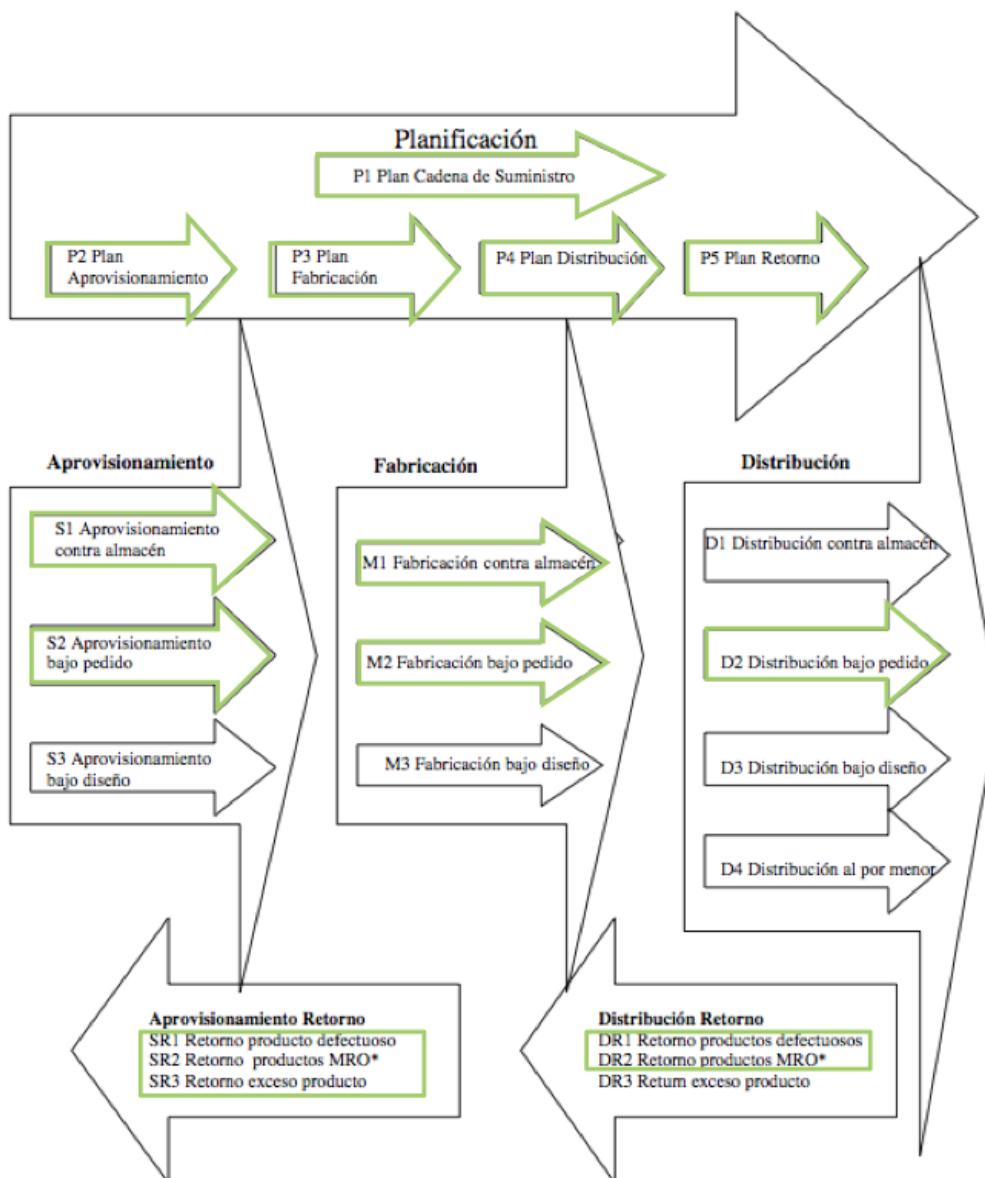 Planificación
P1 Plan Cadena de Suministro
P2 Plan
Aprovisionamiento
P3 Plan
Fabricación
P4 Plan Distribución
P5 Plan Retorno
Aprovisionamiento
S1 Aprovisionamiento
contra almacén
S2 Aprovisionamiento
bajo pedido
S3 Aprovisionamiento
bajo diseño
Fabricación
M1 Fabricación contra almacén
M2 Fabricación bajo pedido
M3 Fabricación bajo diseño
Distribución
D1 Distribución contra almacén
D2 Distribución bajo pedido
D3 Distribución bajo diseño
D4 Distribución al por menor
Aprovisionamiento Retorno
SR1 Retorno producto defectuoso
SR2 Retorno productos MRO*
SR3 Retorno exceso producto
Distribución Retorno
DR1 Retorno productos defectuosos
DR2 Retorno productos MRO*
DR3 Return exceso producto